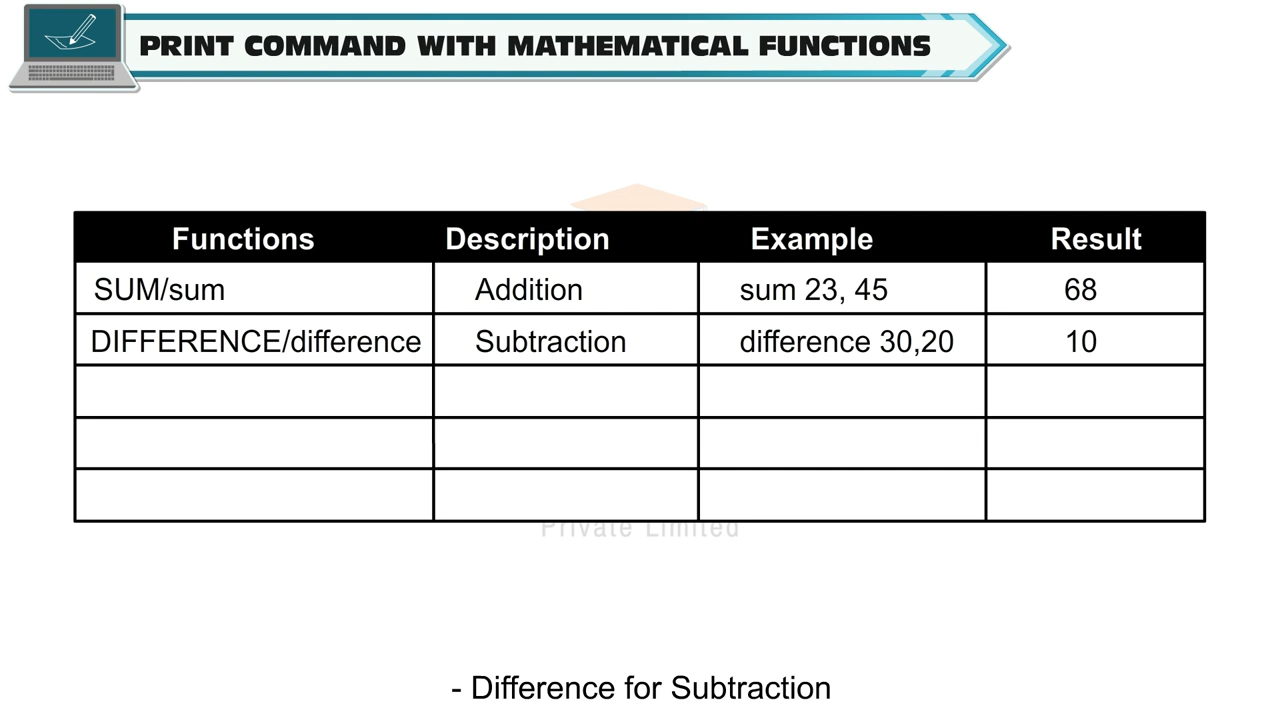 PRINT COMMAND WITH MATHEMATICAL FUNCTIONS
Functions Description Example Result
SUM/sum Addition sum 23, 45 68
DIFFERENCE/difference Subtraction difference 30,20 10
Private Limited
- Difference for Subtraction